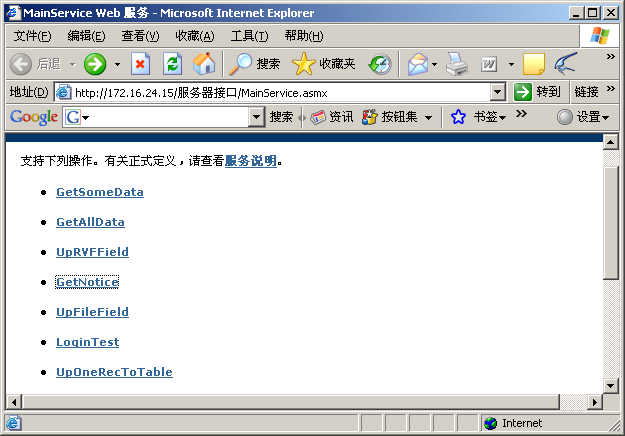 MainService Web 服务 - Microsoft Internet Explorer
文件(F) 编辑(E) 查看(V) 收藏(A) 工具(T) 帮助(H)
后退 搜索 收藏夹 W
地址(D) http://172.16.24.15/服务器接口/MainService.asmx 转到 链接
Google G 搜索 资讯 按钮集 书签 设置
支持下列操作。有关正式定义，请查看服务说明。
GetSomeData
GetAllData
UpRVFField
GetNotice
UpFileField
LoginTest
UpOneRecToTable
Internet